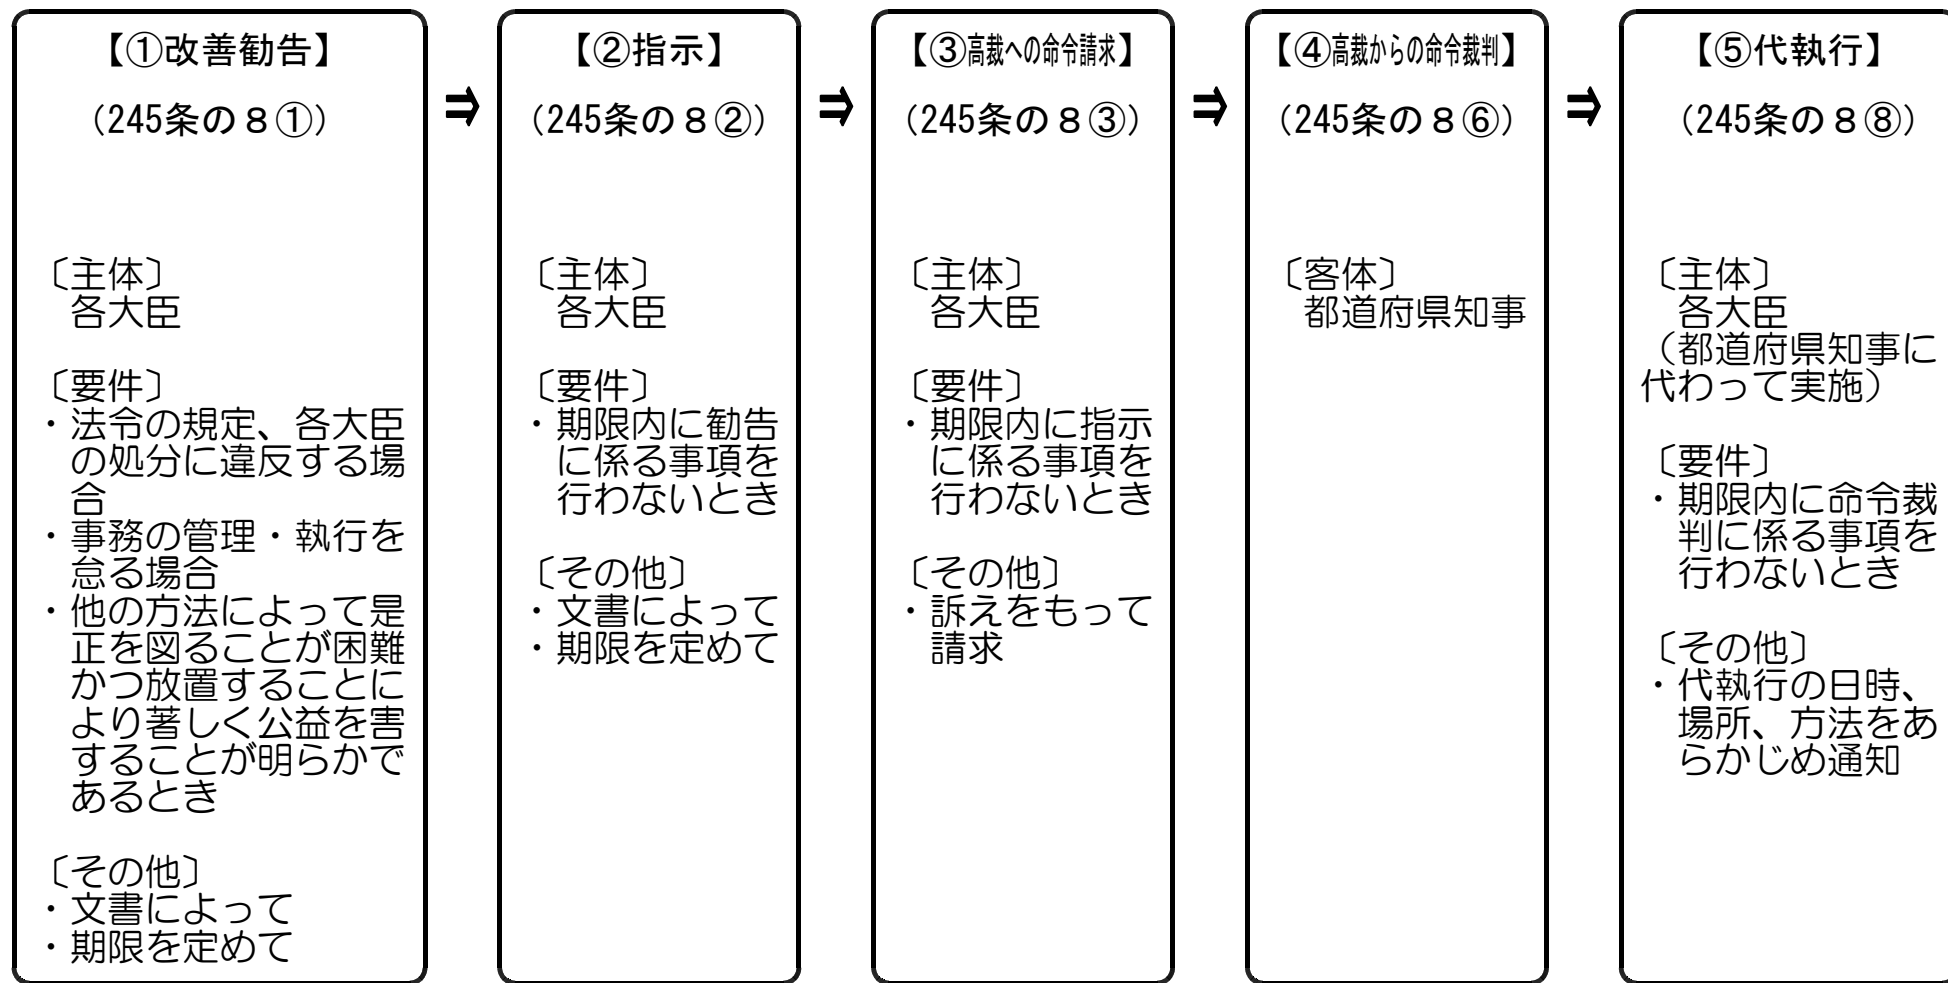 【①改善勧告】
(245条の８①)
〔主体〕
各大臣
〔要件〕
・法令の規定、各大臣
の処分に違反する場
合
・事務の管理・執行を
怠る場合
・他の方法によって是
正を図ることが困難
かつ放置することに
より著しく公益を害
することが明らかで
あるとき
〔その他〕
・文書によって
・期限を定めて
⇒
【②指示】
(245条の８②)
〔主体〕
各大臣
〔要件〕
・期限内に勧告
に係る事項を
行わないとき
〔その他〕
・文書によって
・期限を定めて
⇒
【③高裁への命令請求】
(245条の８③)
〔主体〕
各大臣
〔要件〕
・期限内に指示
に係る事項を
行わないとき
〔その他〕
・訴えをもって
請求
⇒
【④高裁からの命令裁判】
(245条の８⑥)
〔客体〕
都道府県知事
⇒
【⑤代執行】
(245条の８⑧)
〔主体〕
各大臣
（都道府県知事に
代わって実施）
〔要件〕
・期限内に命令裁
判に係る事項を
行わないとき
〔その他〕
・代執行の日時、
場所、方法をあ
らかじめ通知